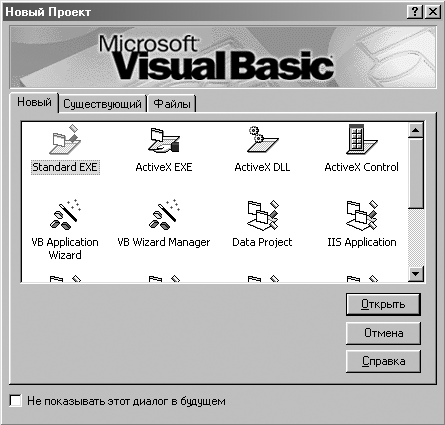 Новый Проект
Microsoft
Visual Basic
Новый Существующий Файлы
Standard EXE ActiveX EXE ActiveX DLL ActiveX Control
VB Application Wizard VB Wizard Manager Data Project IIS Application
Открыть
Отмена
Справка
Не показывать этот диалог в будущем